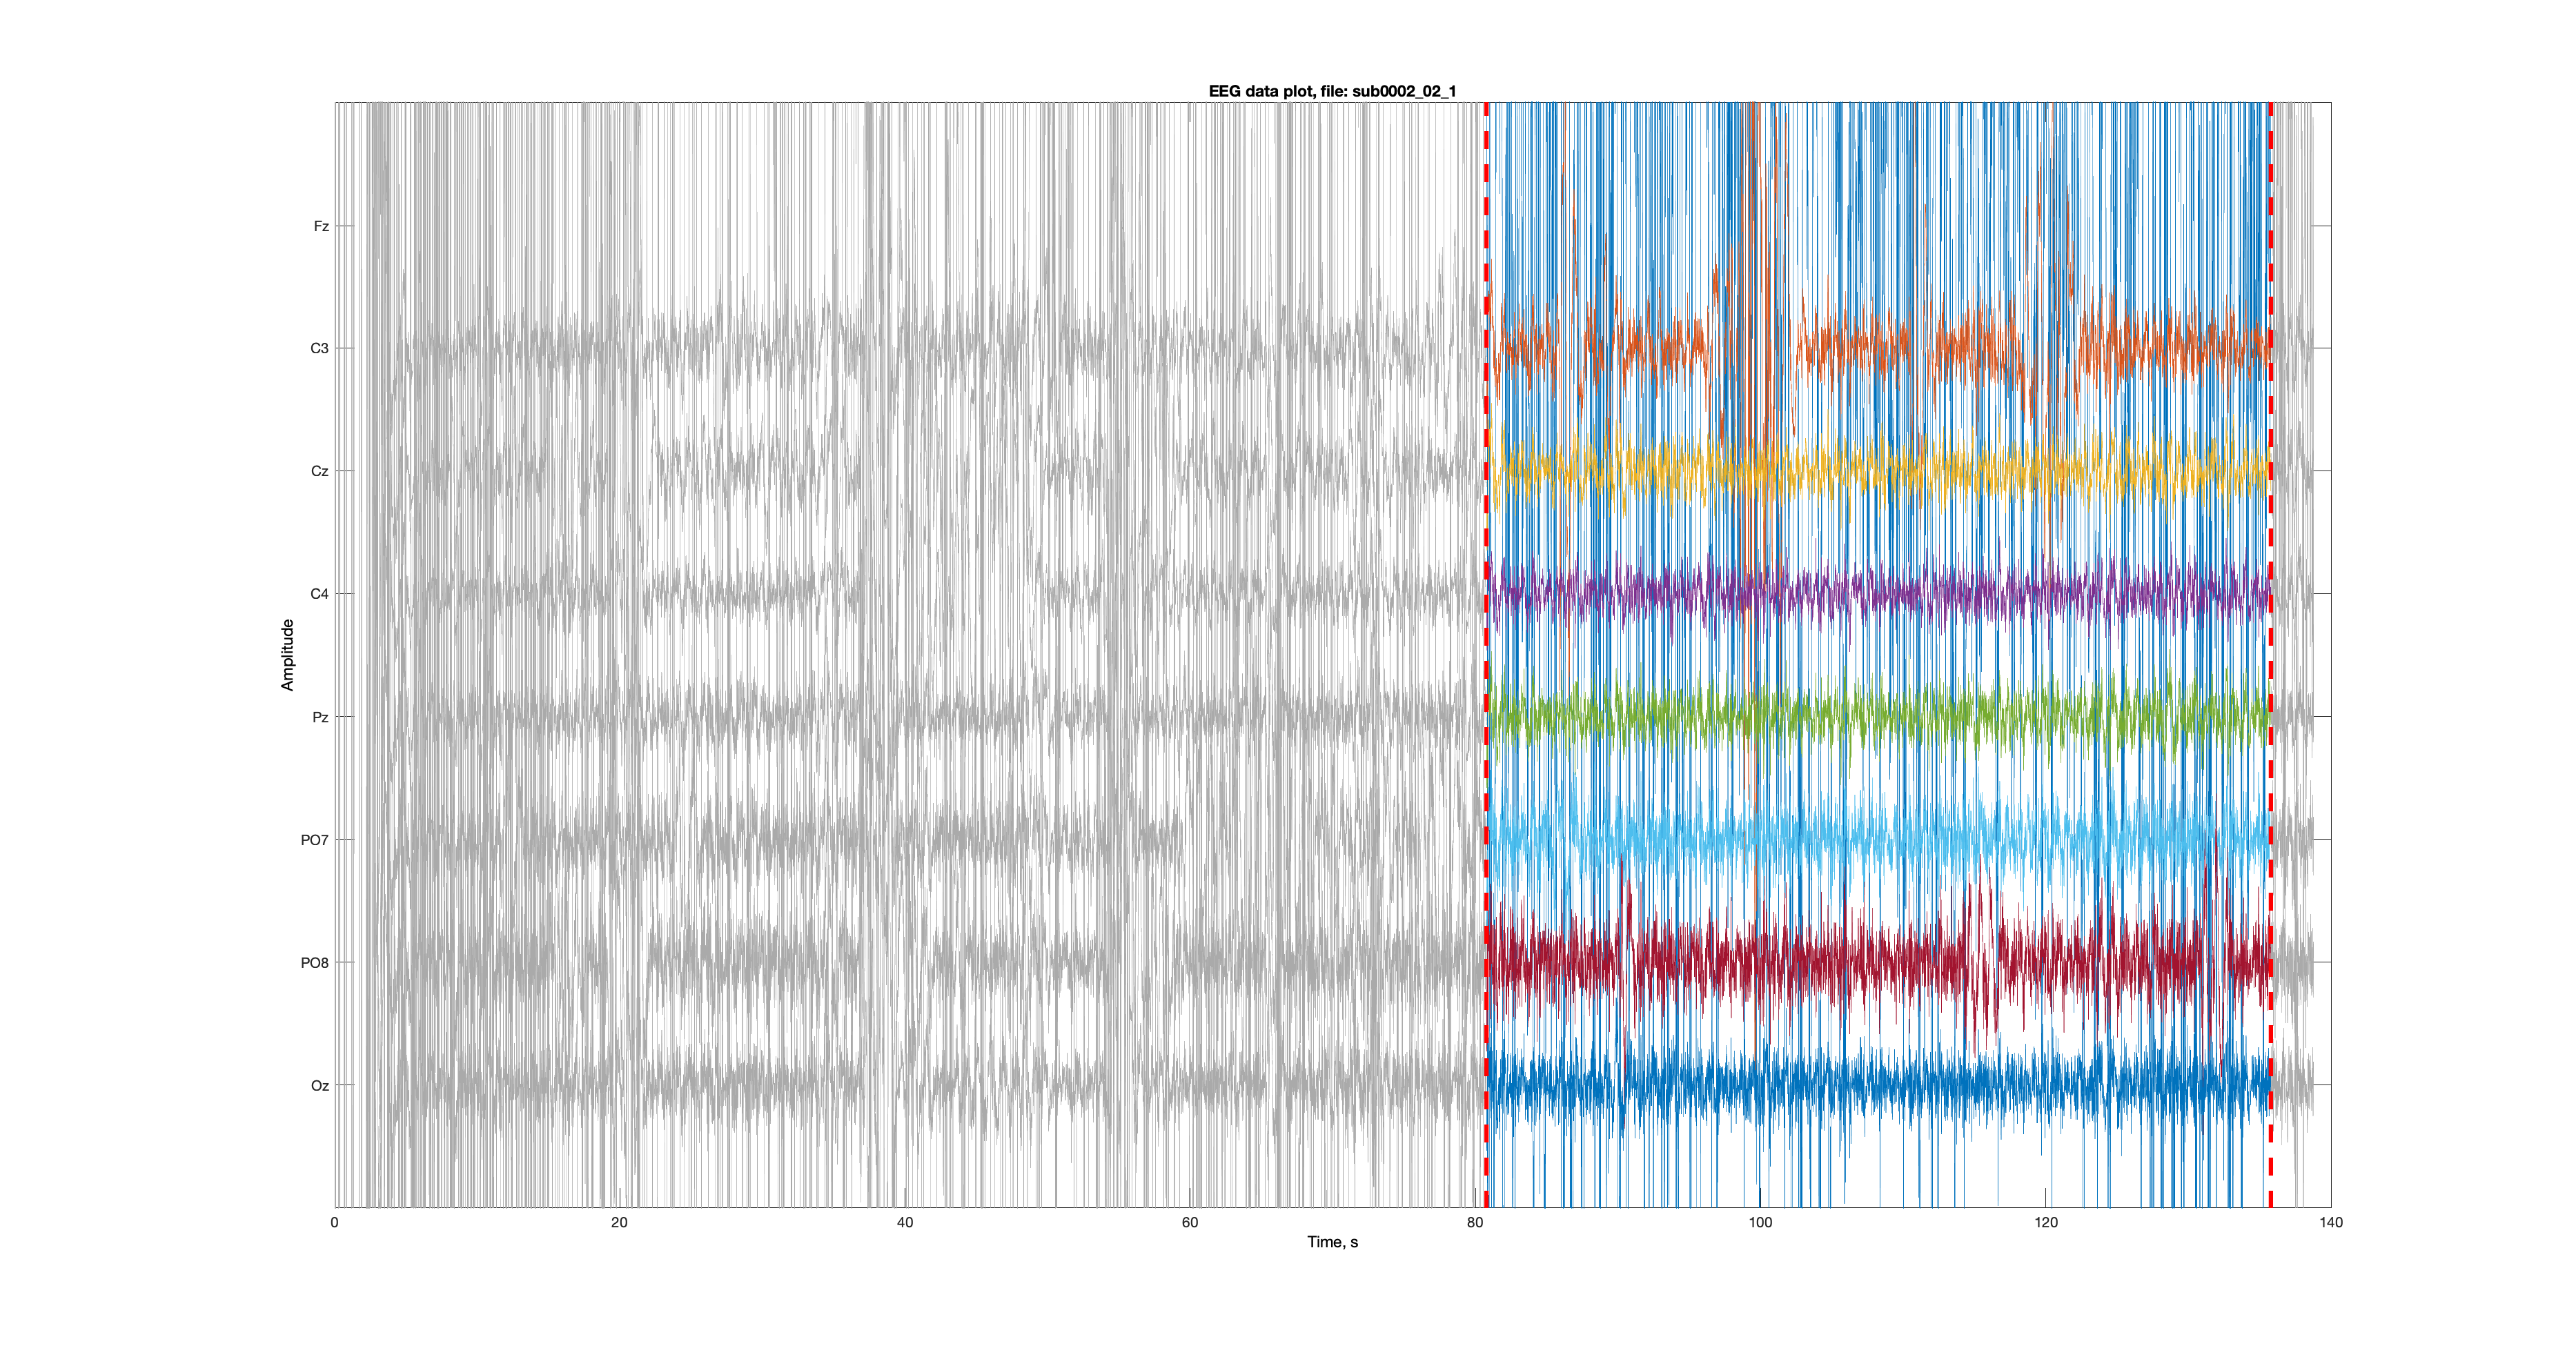 EEG data plot, file: sub0002_02_1
Fz
C3
Cz
C4
Pz
PO7
PO8
Oz
Amplitude
0 20 40 60 80 100 120 140
Time, s